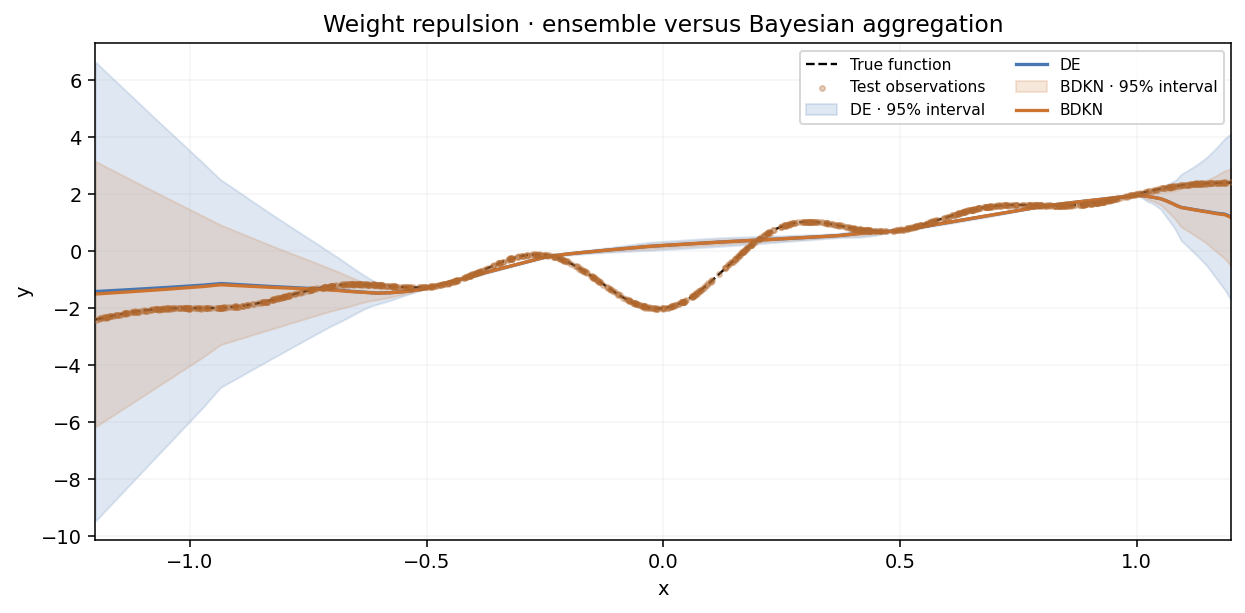 Weight repulsion · ensemble versus Bayesian aggregation
True function
Test observations
DE · 95% interval
DE
BDKN · 95% interval
BDKN
y
6
4
2
0
−2
−4
−6
−8
−10
−1.0
−0.5
0.0
0.5
1.0
x